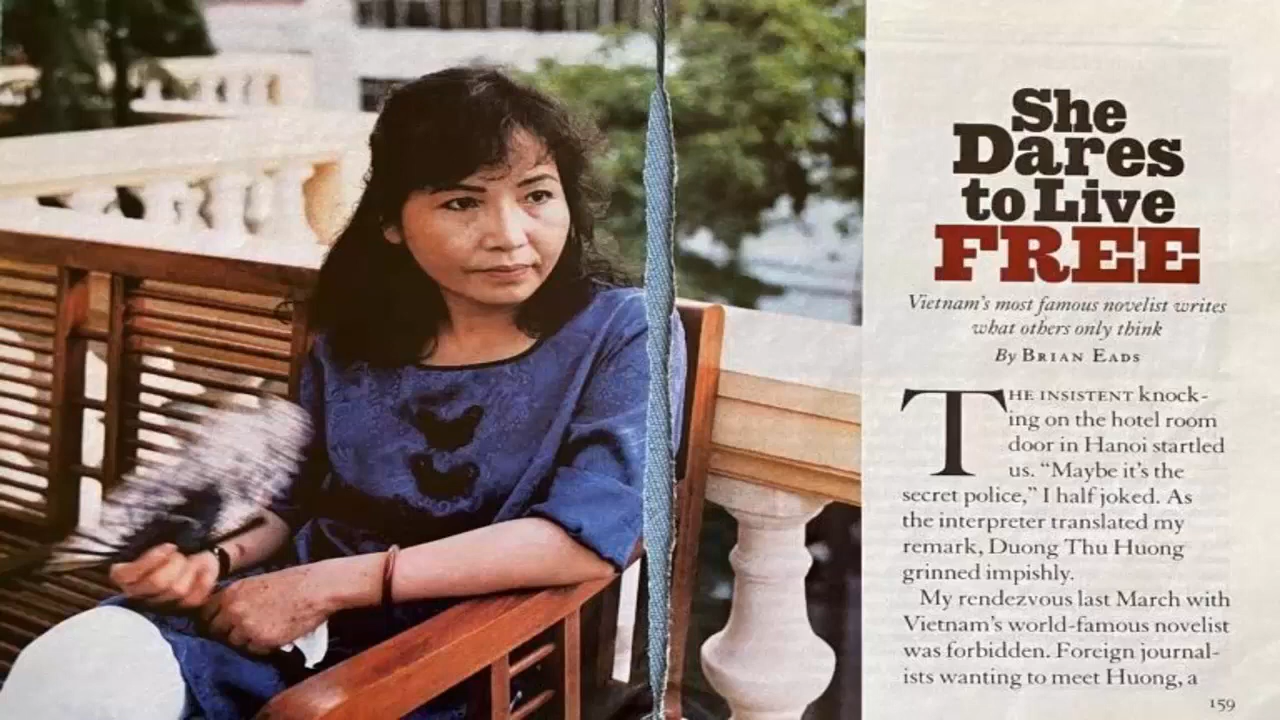 She
Dares
to Live
FREE
Vietnam's most famous novelist writes
what others only think
By BRIAN EADS
THE INSISTENT knock-
ing on the hotel room
door in Hanoi startled
us. “Maybe it's the
secret police,” I half joked. As
the interpreter translated my
remark, Duong Thu Huong
grinned impishly.
My rendezvous last March with
Vietnam's world-famous novelist
was forbidden. Foreign journal-
ists wanting to meet Huong, a
159